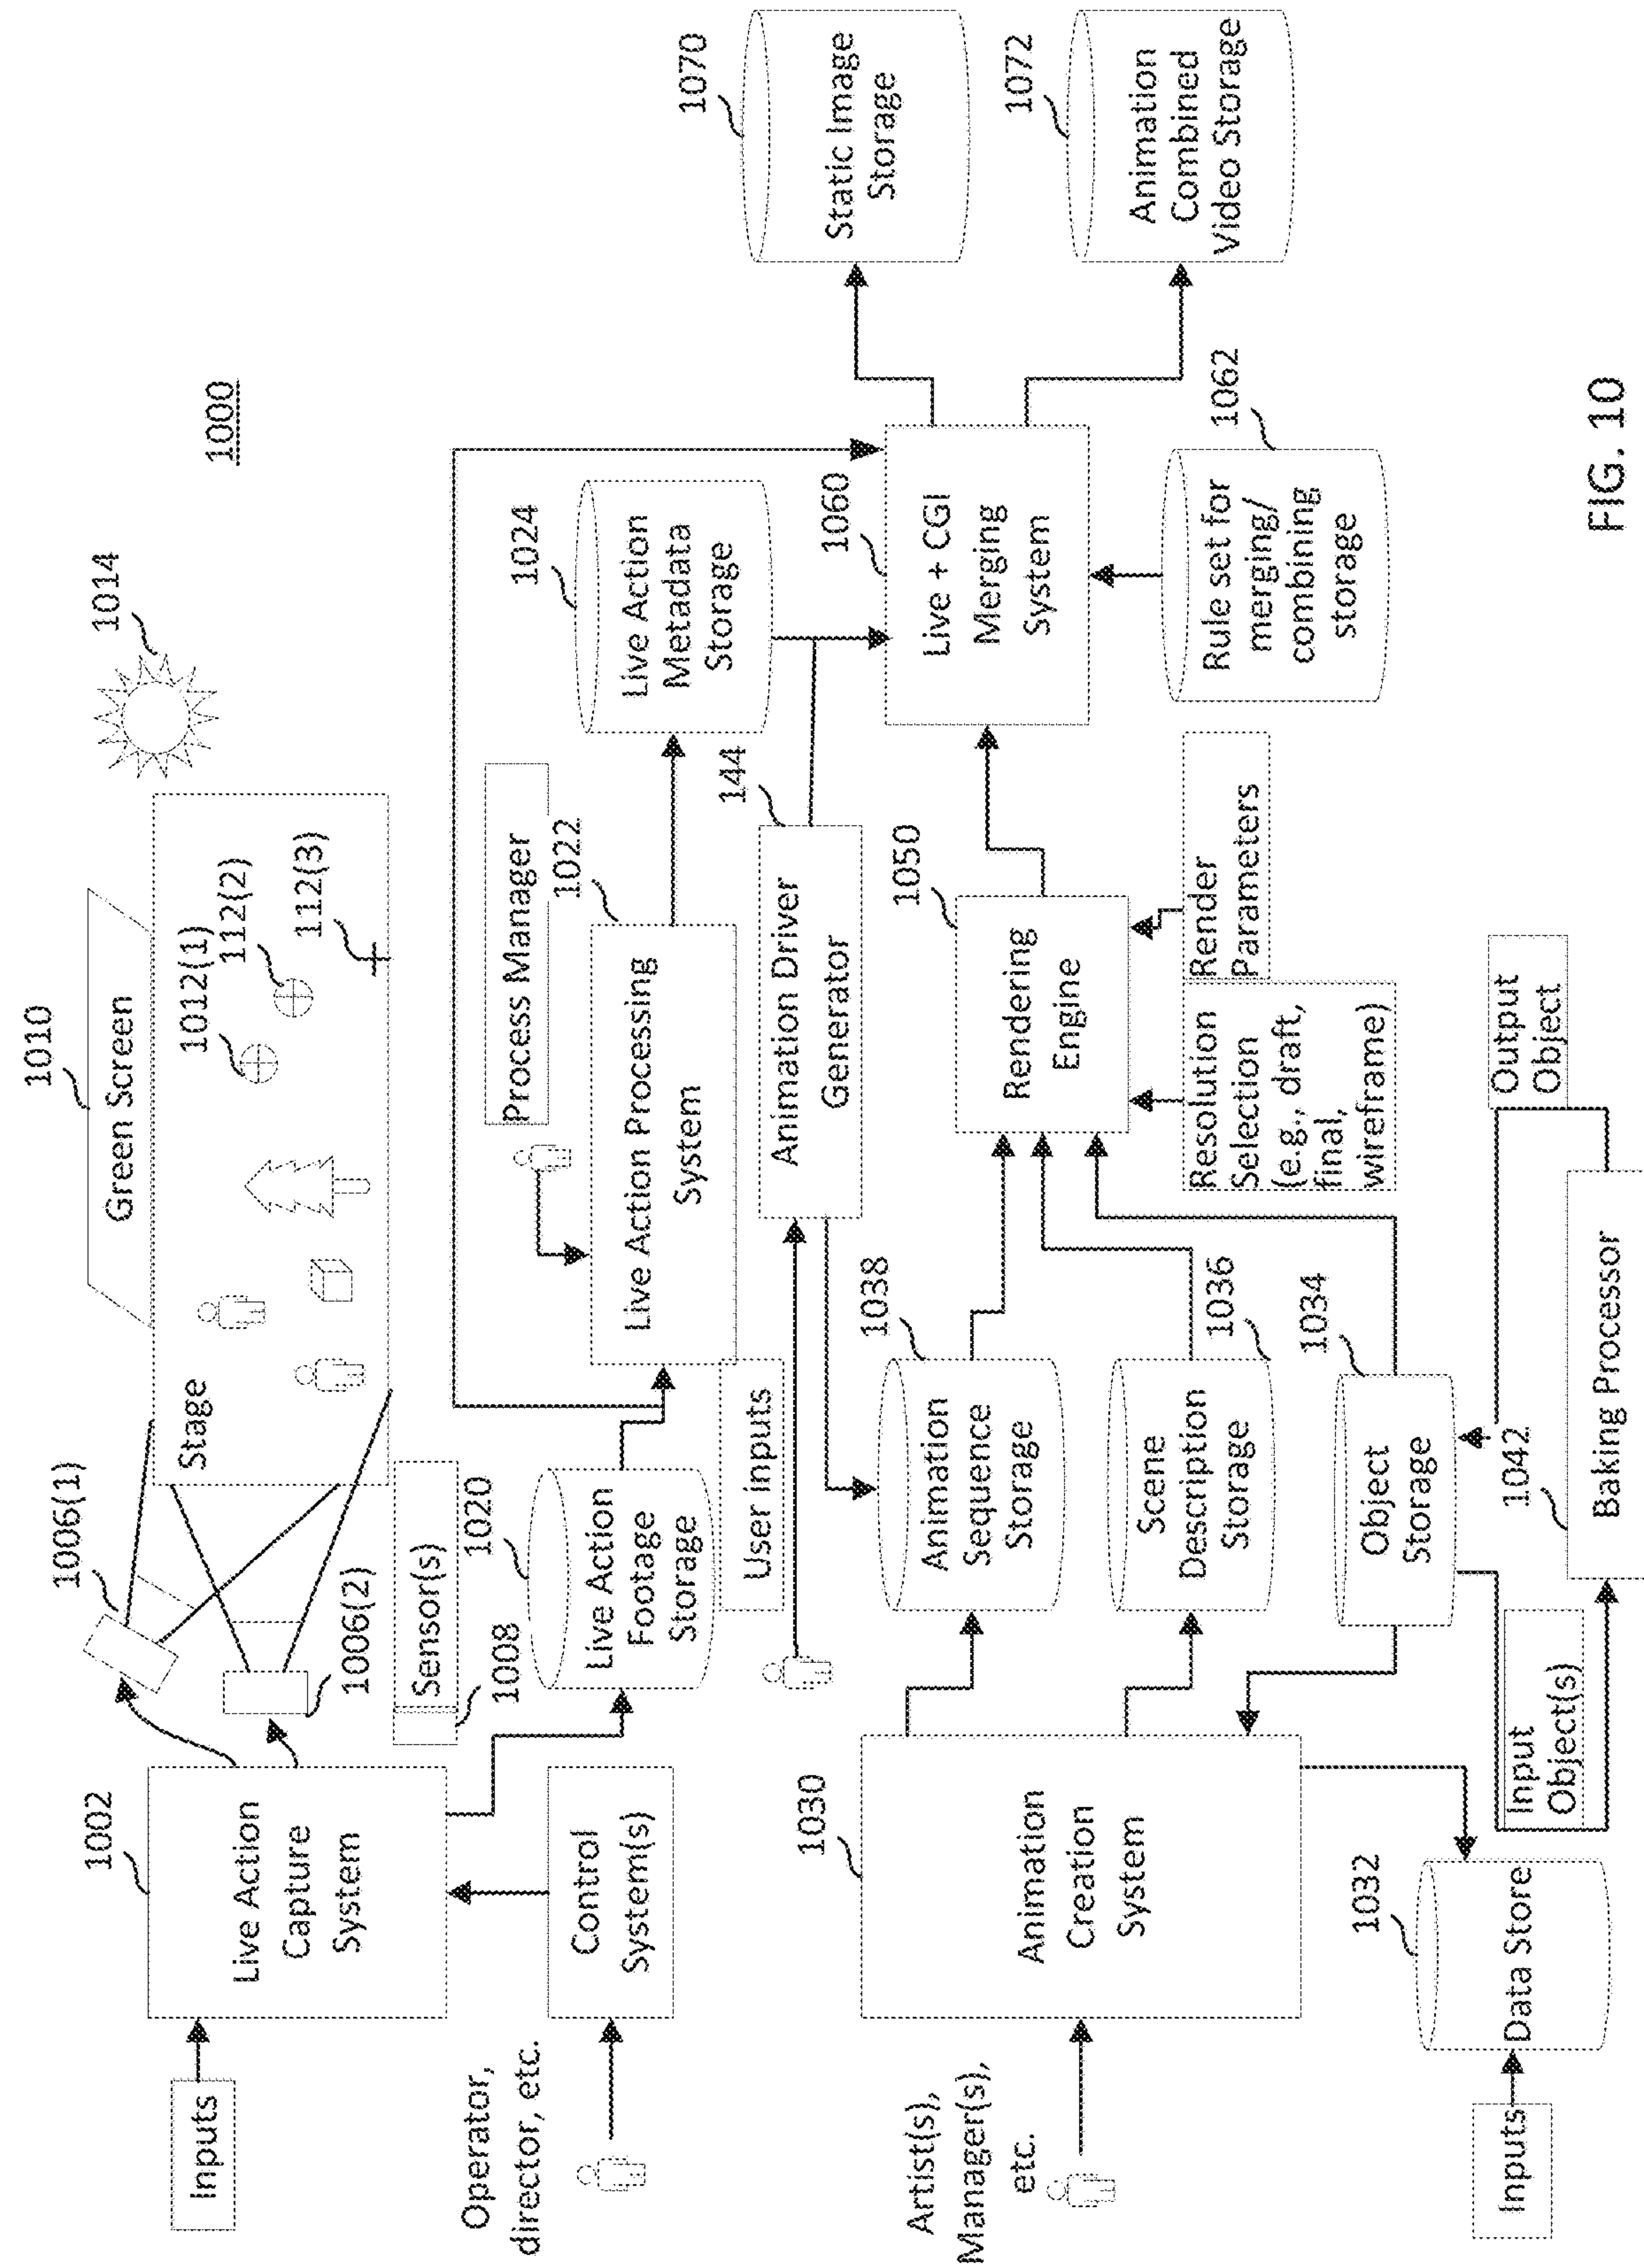 1000
1010
Green Screen
1014
Stage
1012(1)
112(2)
112(3)
1006(1)
1006(2)
Sensor(s)
1008
1002
Live Action
Capture
System
Inputs
Operator,
director, etc.
Control
System(s)
1020
Live Action
Footage
Storage
Process Manager
1022
Live Action Processing
System
1024
Live Action
Metadata
Storage
User inputs
144
Animation Driver
Generator
1030
Animation
Creation
System
Artist(s),
Manager(s),
etc.
1038
Animation
Sequence
Storage
1036
Scene
Description
Storage
1034
Object
Storage
1050
Rendering
Engine
Resolution
Selection
(e.g., draft,
final,
wireframe)
Render
Parameters
1060
Live + CGI
Merging
System
1062
Rule set for
merging/
combining
storage
1070
Static Image
Storage
1072
Animation
Combined
Video Storage
1032
Data Store
Inputs
Input
Object(s)
1042
Baking Processor
Output
Object
FIG. 10